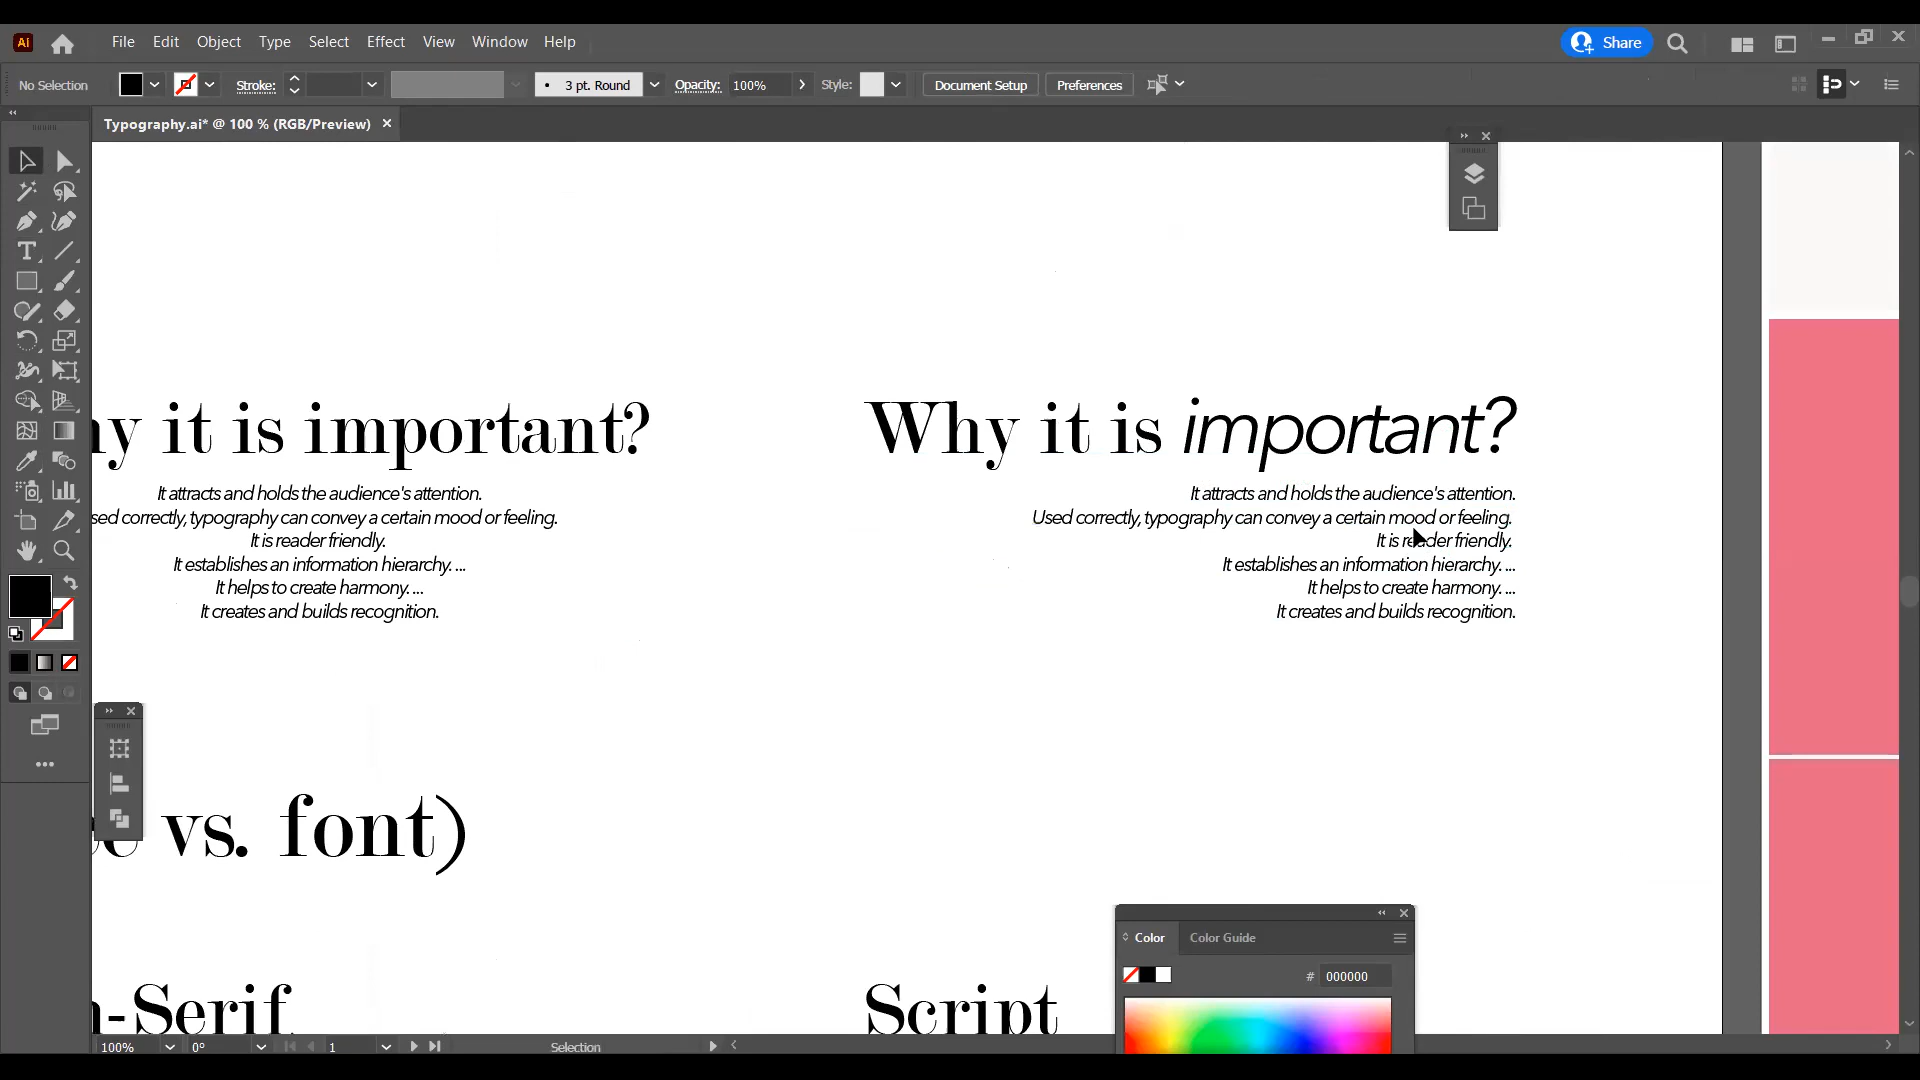 Ai File Edit Object Type Select Effect View Window Help Share
No Selection Stroke: 3 pt. Round Opacity: 100% Style: Document Setup Preferences
Typography.ai* @ 100 % (RGB/Preview)
hy it is important?
It attracts and holds the audience's attention.
sed correctly, typography can convey a certain mood or feeling.
It is reader friendly.
It establishes an information hierarchy. ...
It helps to create harmony. ...
It creates and builds recognition.
Why it is important?
It attracts and holds the audience's attention.
Used correctly, typography can convey a certain mood or feeling.
It is reader friendly.
It establishes an information hierarchy. ...
It helps to create harmony. ...
It creates and builds recognition.
vs. font)
-Serif
Script
Color Color Guide
# 000000
100% 0° 1 Selection